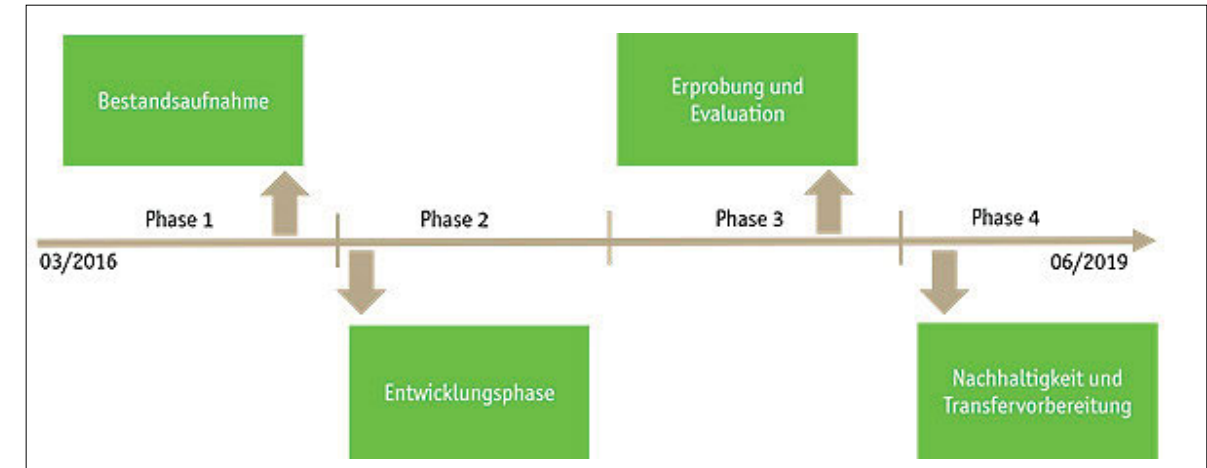 Bestandsaufnahme
Erprobung und
Evaluation
Phase 1
Phase 2
Phase 3
Phase 4
03/2016
06/2019
Entwicklungsphase
Nachhaltigkeit und
Transfervorbereitung